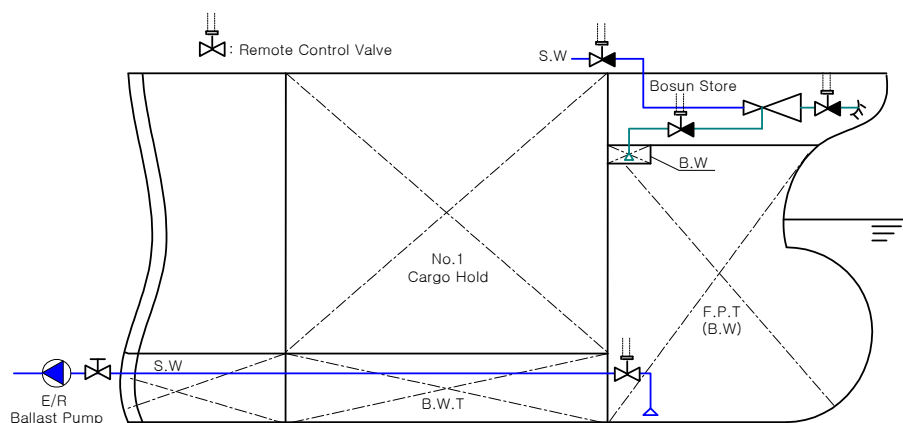 : Remote Control Valve
S.W
Bosun Store
B.W
No.1
Cargo Hold
F.P.T
(B.W)
S.W
E/R
Ballast Pump
B.W.T